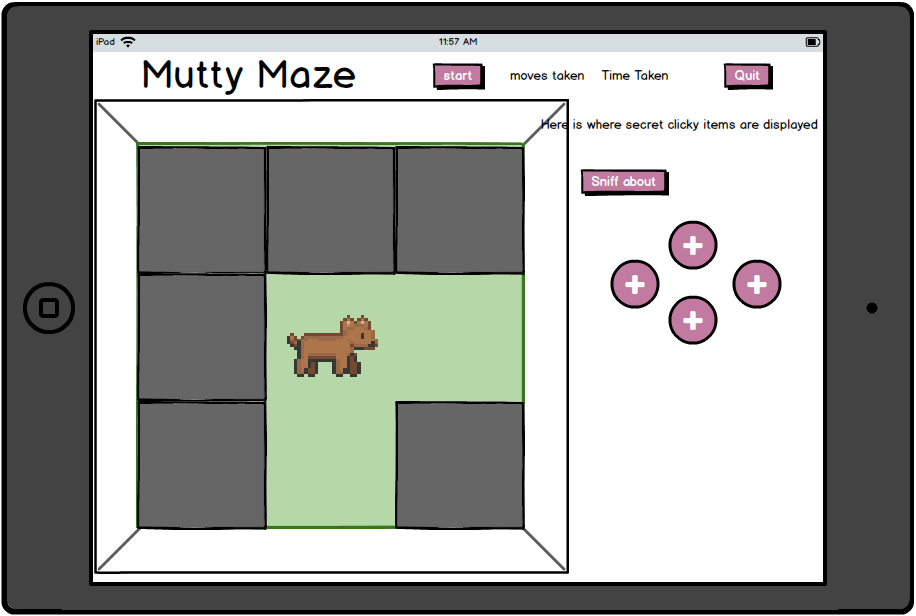 iPad
11:57 AM
Mutty Maze
start
moves taken
Time Taken
Quit
Here is where secret clicky items are displayed
Sniff about